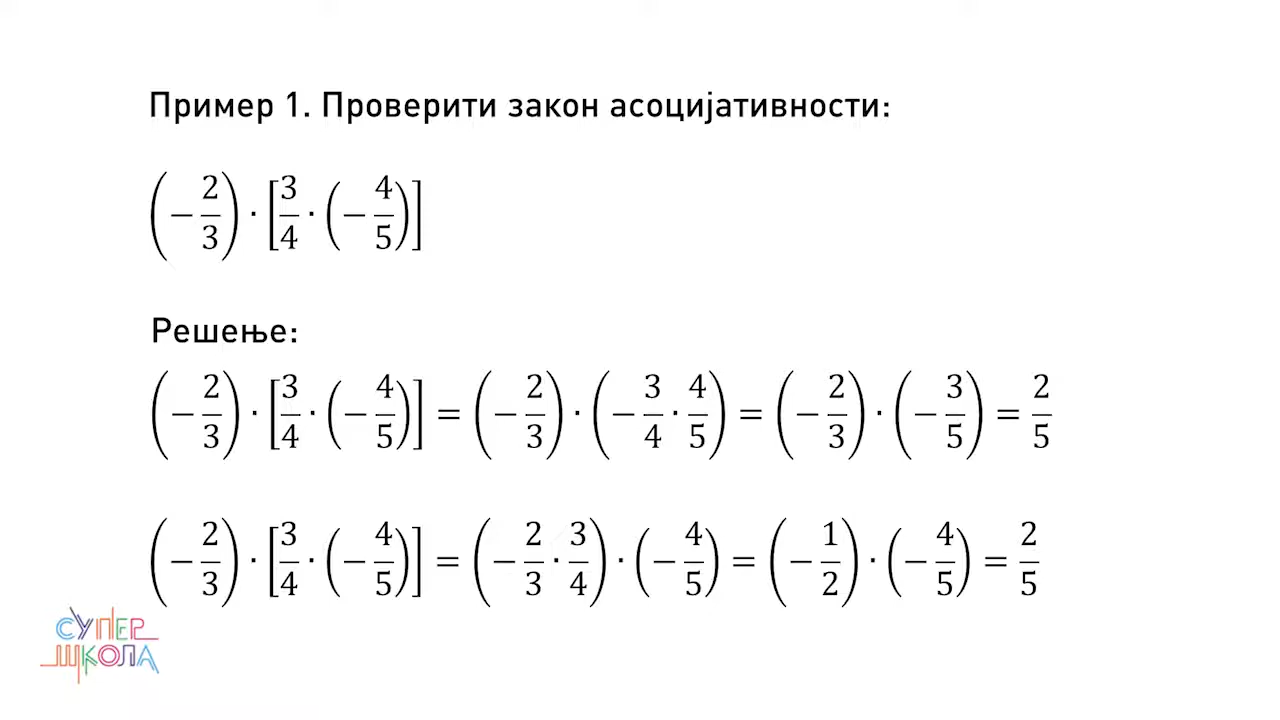 Пример 1. Проверити закон асоцијативности:
(−2/3) · [3/4 · (−4/5)]
Решење:
(−2/3) · [3/4 · (−4/5)] = (−2/3) · (−3/4 · 4/5) = (−2/3) · (−3/5) = 2/5
(−2/3) · [3/4 · (−4/5)] = (−2/3 · 3/4) · (−4/5) = (−1/2) · (−4/5) = 2/5
СУПЕР
ШКОЛА